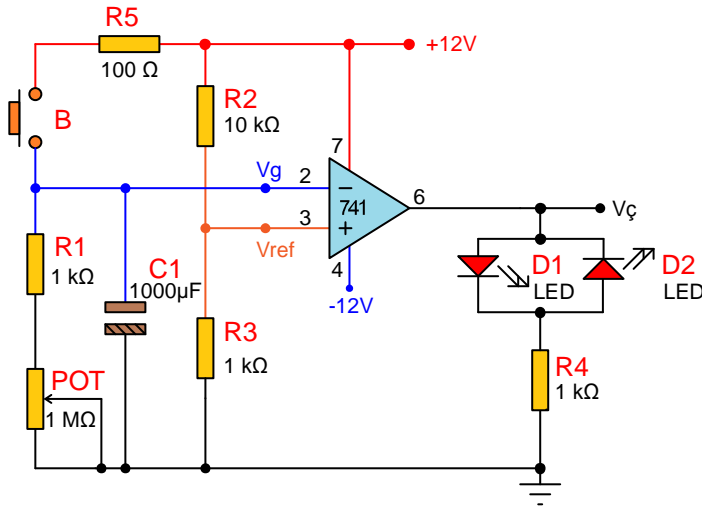 R5
+12V
100 Ω
R2
10 kΩ
B
7
Vg
2
−
741
6
Vç
3
+
Vref
4
-12V
R1
1 kΩ
C1
1000µF
D1
LED
D2
LED
R3
1 kΩ
R4
1 kΩ
POT
1 MΩ